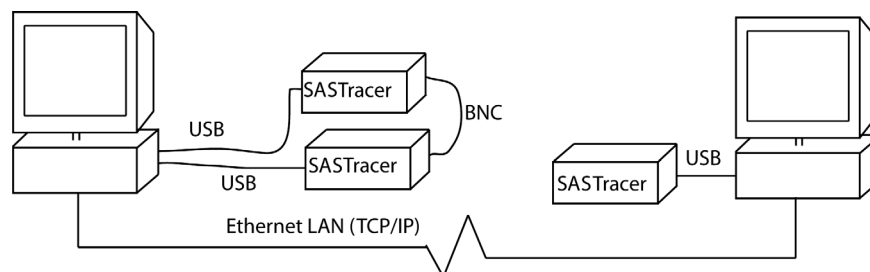 SASTracer
BNC
USB
SASTracer
USB
SASTracer
USB
Ethernet LAN (TCP/IP)